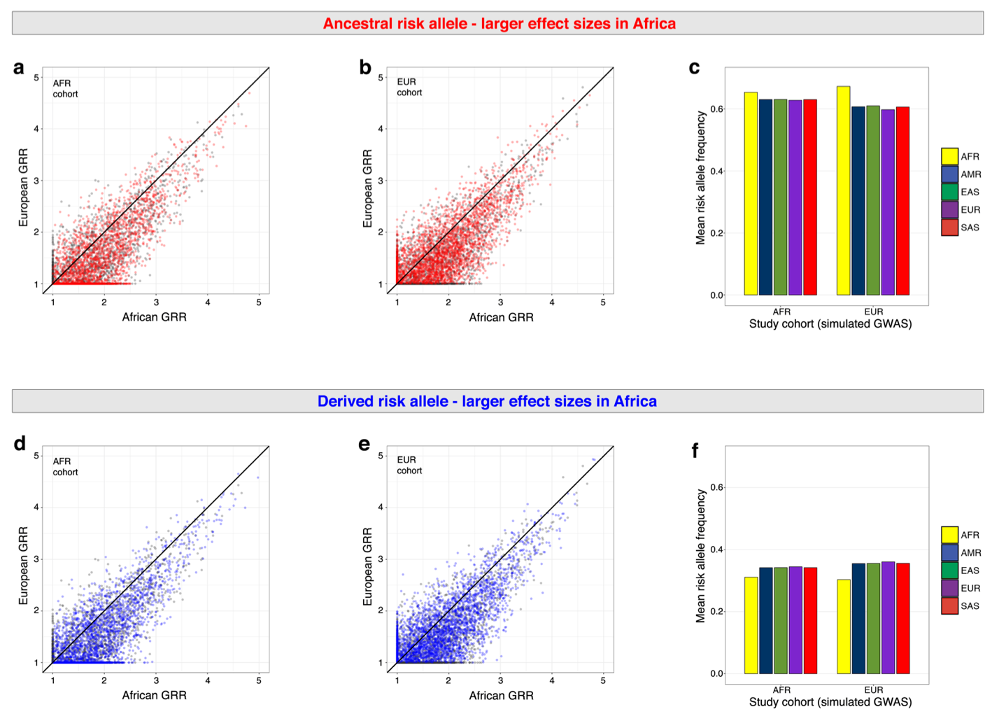 Ancestral risk allele - larger effect sizes in Africa
a
AFR
cohort
European GRR
5
4
3
2
1
1 2 3 4 5
African GRR
b
EUR
cohort
European GRR
5
4
3
2
1
1 2 3 4 5
African GRR
c
Mean risk allele frequency
0.6
0.4
0.2
0.0
AFR EUR
Study cohort (simulated GWAS)
AFR
AMR
EAS
EUR
SAS
Derived risk allele - larger effect sizes in Africa
d
AFR
cohort
European GRR
5
4
3
2
1
1 2 3 4 5
African GRR
e
EUR
cohort
European GRR
5
4
3
2
1
1 2 3 4 5
African GRR
f
Mean risk allele frequency
0.6
0.4
0.2
0.0
AFR EUR
Study cohort (simulated GWAS)
AFR
AMR
EAS
EUR
SAS